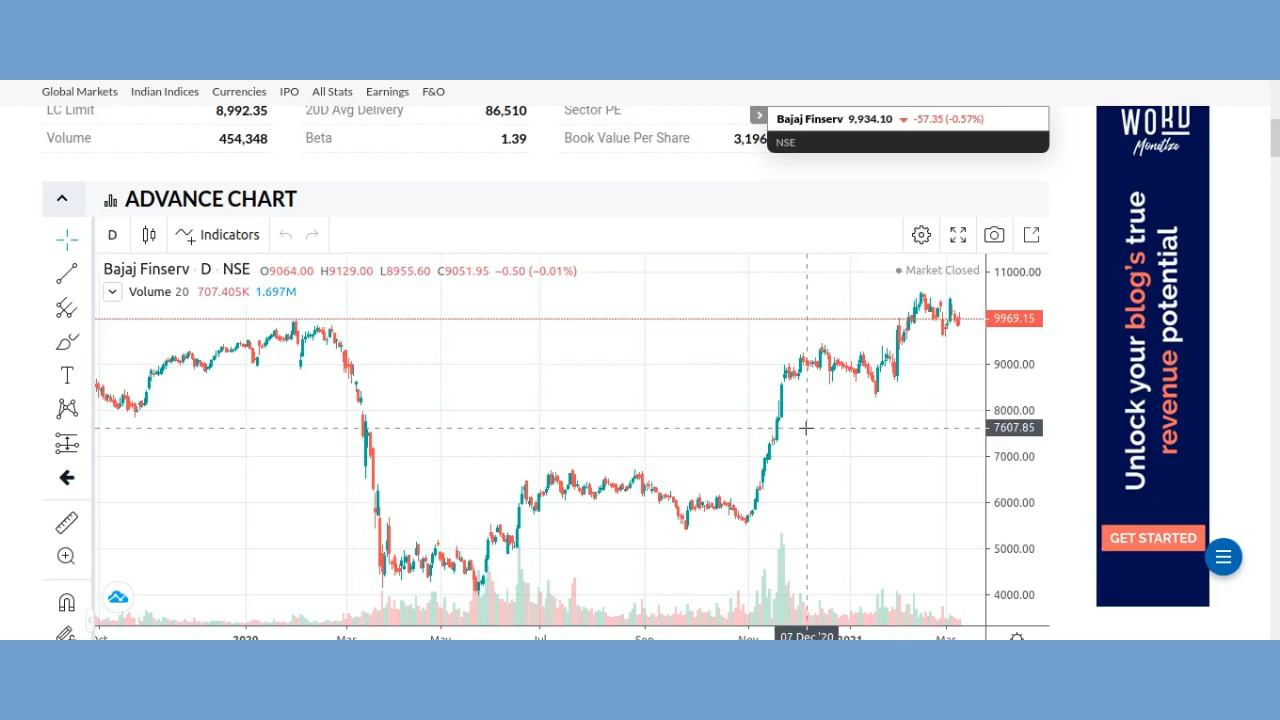 Global Markets Indian Indices Currencies IPO All Stats Earnings F&O
LC Limit 8,992.35 20D Avg Delivery 86,510 Sector PE
Bajaj Finserv 9,934.10 -57.35 (-0.57%)
NSE
Volume 454,348 Beta 1.39 Book Value Per Share 3,196
ADVANCE CHART
D Indicators
Bajaj Finserv · D · NSE O9064.00 H9129.00 L8955.60 C9051.95 -0.50 (-0.01%)
Market Closed
Volume 20 707.405K 1.697M
11000.00
9969.15
9000.00
8000.00
7607.85
7000.00
6000.00
5000.00
4000.00
2020 Mar May Jul Sep Nov 07 Dec '20 2021 Mar
WORD
Monetize
Unlock your blog's true
revenue potential
GET STARTED